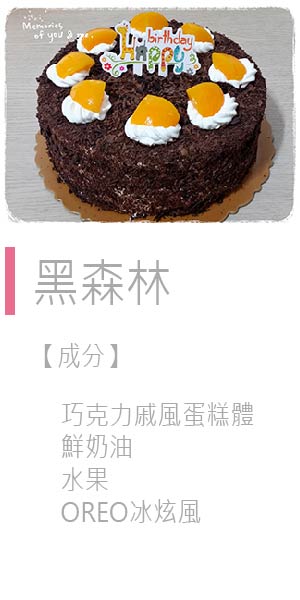 Memories
of you & me.
birthday
Happy
黑森林
【成分】
巧克力戚風蛋糕體
鮮奶油
水果
OREO冰炫風